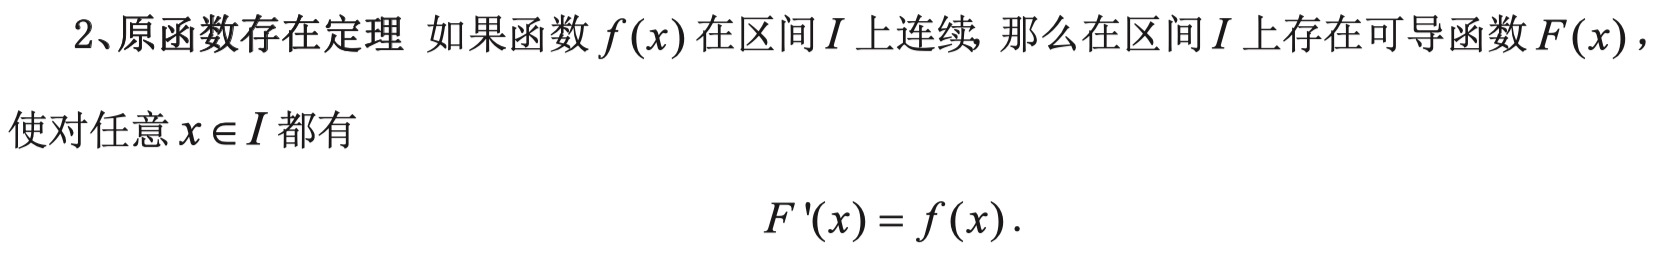 2、原函数存在定理 如果函数 f(x) 在区间 I 上连续, 那么在区间 I 上存在可导函数 F(x)，
使对任意 x∈I 都有
F'(x) = f(x).